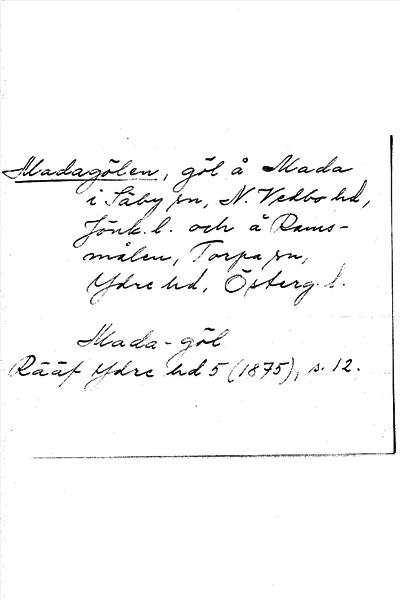 Madagölen, göl å Mada
i Säby sn, N. Vedbo hd,
Jönk. l. och å Rams-
målen, Torpa sn,
Ydre hd, Österg. l.
Mada-göl
Rääf Ydre hd 5 (1875), s. 12.